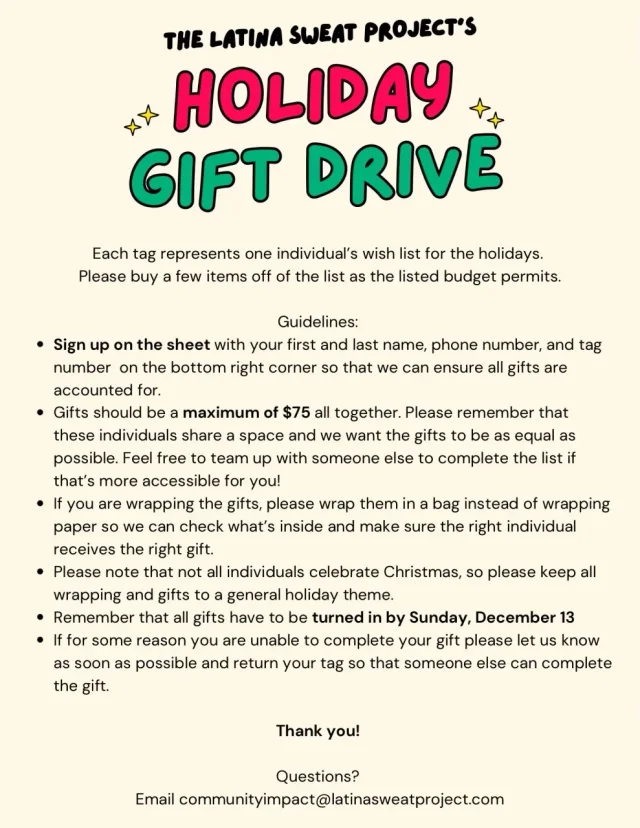 THE LATINA SWEAT PROJECT'S
HOLIDAY
GIFT DRIVE
Each tag represents one individual's wish list for the holidays.
Please buy a few items off of the list as the listed budget permits.
Guidelines:
• Sign up on the sheet with your first and last name, phone number, and tag
number on the bottom right corner so that we can ensure all gifts are
accounted for.
• Gifts should be a maximum of $75 all together. Please remember that
these individuals share a space and we want the gifts to be as equal as
possible. Feel free to team up with someone else to complete the list if
that's more accessible for you!
• If you are wrapping the gifts, please wrap them in a bag instead of wrapping
paper so we can check what's inside and make sure the right individual
receives the right gift.
• Please note that not all individuals celebrate Christmas, so please keep all
wrapping and gifts to a general holiday theme.
• Remember that all gifts have to be turned in by Sunday, December 13
• If for some reason you are unable to complete your gift please let us know
as soon as possible and return your tag so that someone else can complete
the gift.
Thank you!
Questions?
Email communityimpact@latinasweatproject.com